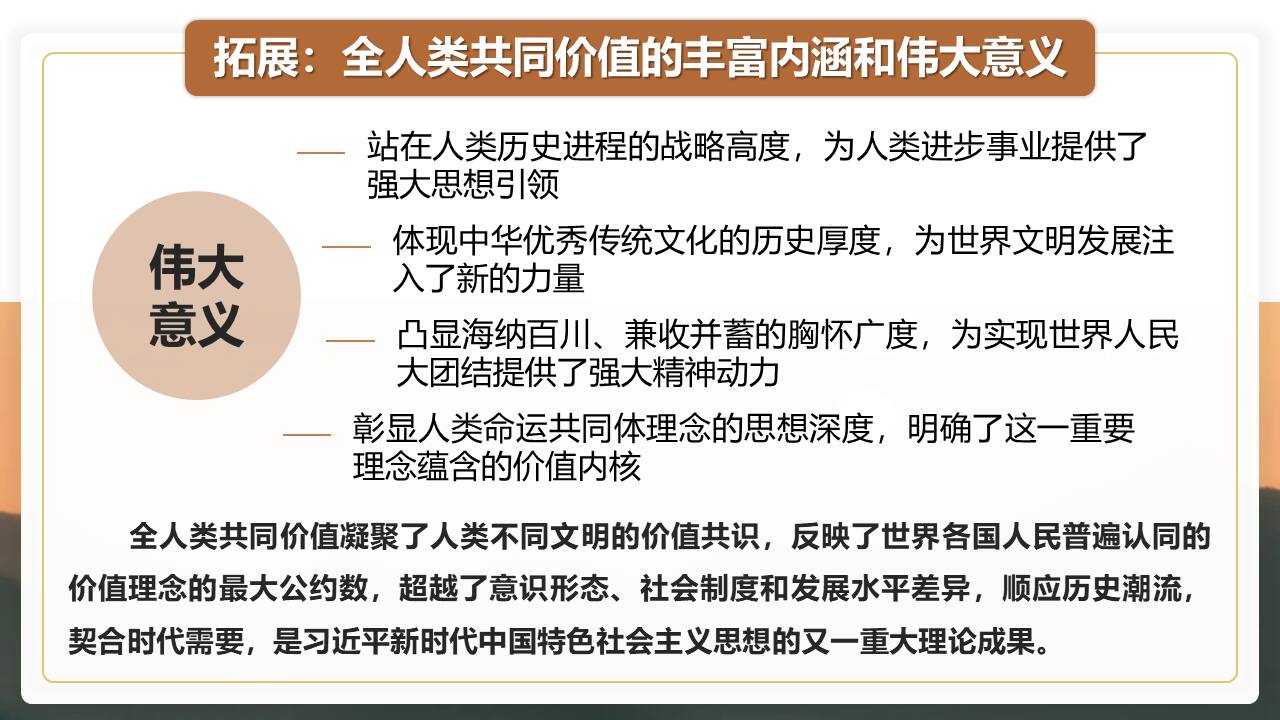 拓展：全人类共同价值的丰富内涵和伟大意义
伟大
意义
站在人类历史进程的战略高度，为人类进步事业提供了
强大思想引领
体现中华优秀传统文化的历史厚度，为世界文明发展注
入了新的力量
凸显海纳百川、兼收并蓄的胸怀广度，为实现世界人民
大团结提供了强大精神动力
彰显人类命运共同体理念的思想深度，明确了这一重要
理念蕴含的价值内核
全人类共同价值凝聚了人类不同文明的价值共识，反映了世界各国人民普遍认同的
价值理念的最大公约数，超越了意识形态、社会制度和发展水平差异，顺应历史潮流，
契合时代需要，是习近平新时代中国特色社会主义思想的又一重大理论成果。